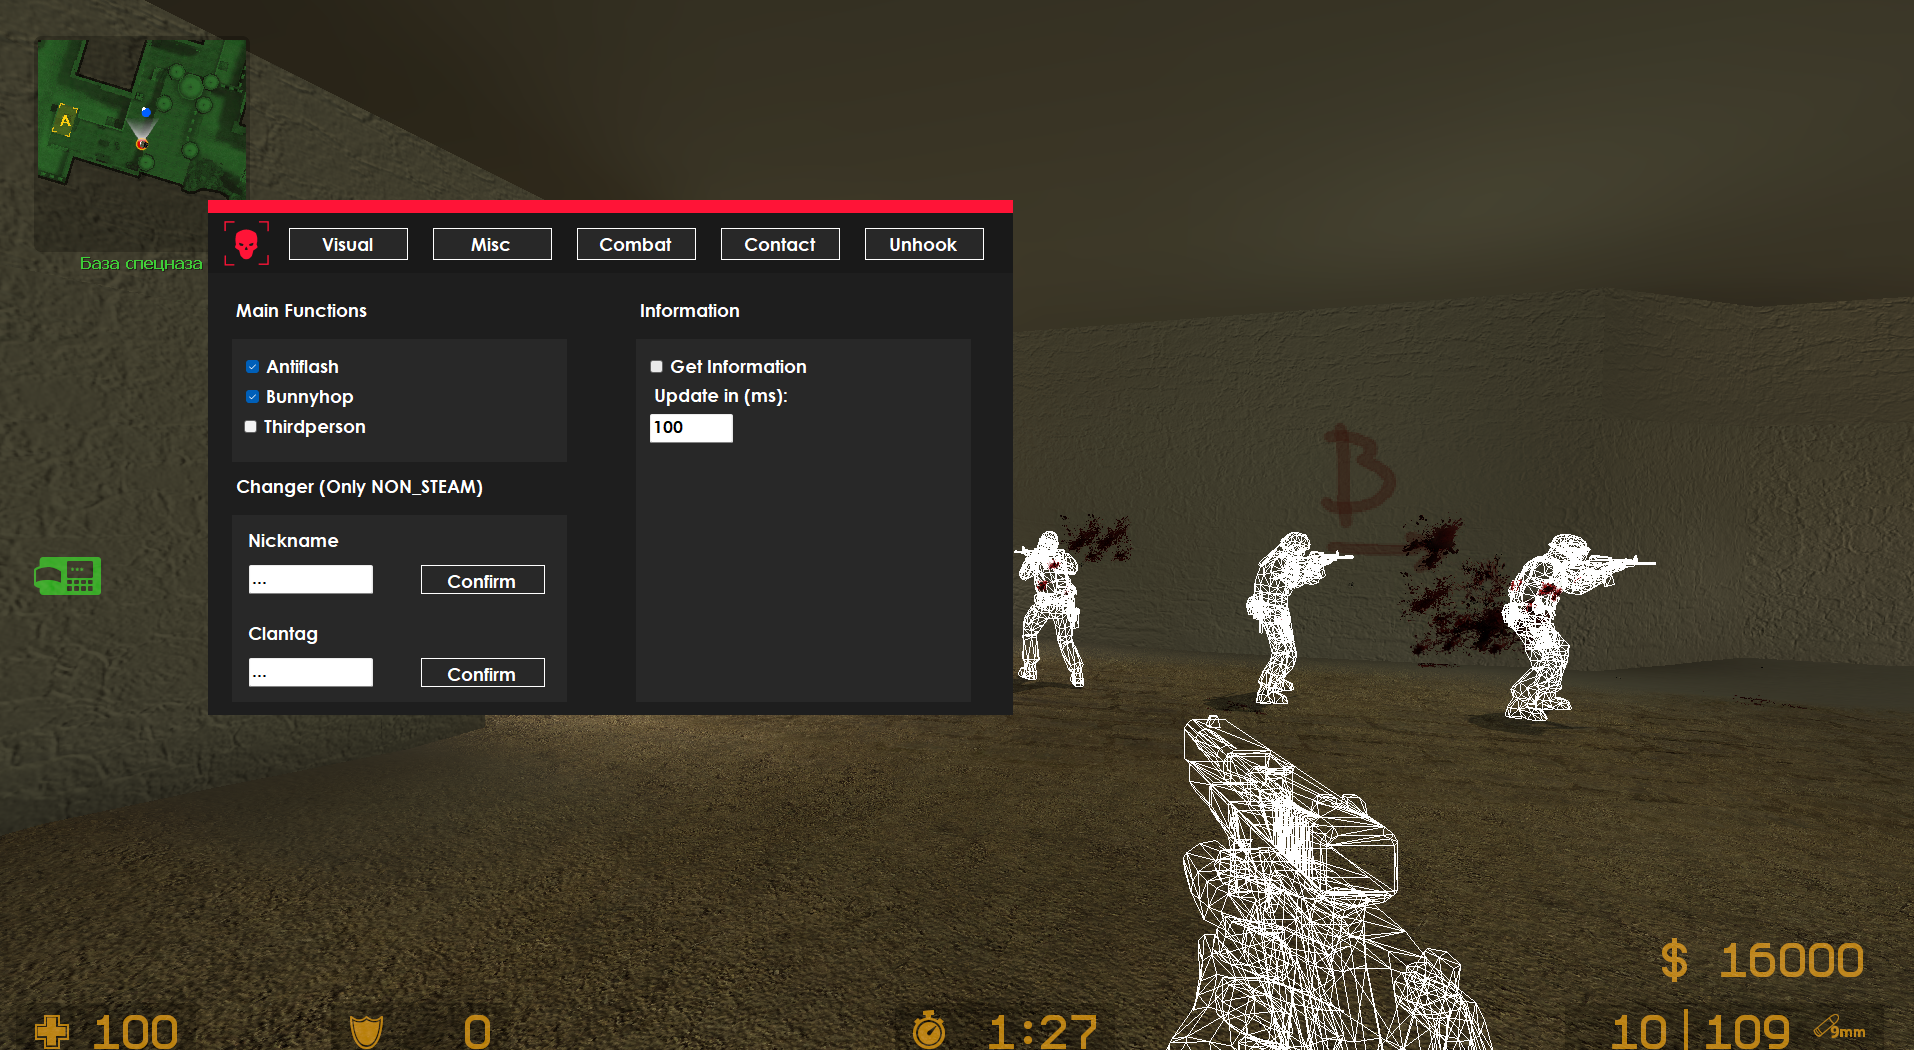 A
База спецназа
Visual
Misc
Combat
Contact
Unhook
Main Functions
Antiflash
Bunnyhop
Thirdperson
Changer (Only NON_STEAM)
Nickname
...
Confirm
Clantag
...
Confirm
Information
Get Information
Update in (ms):
100
B
$ 16000
100
0
1:27
10|109
9mm